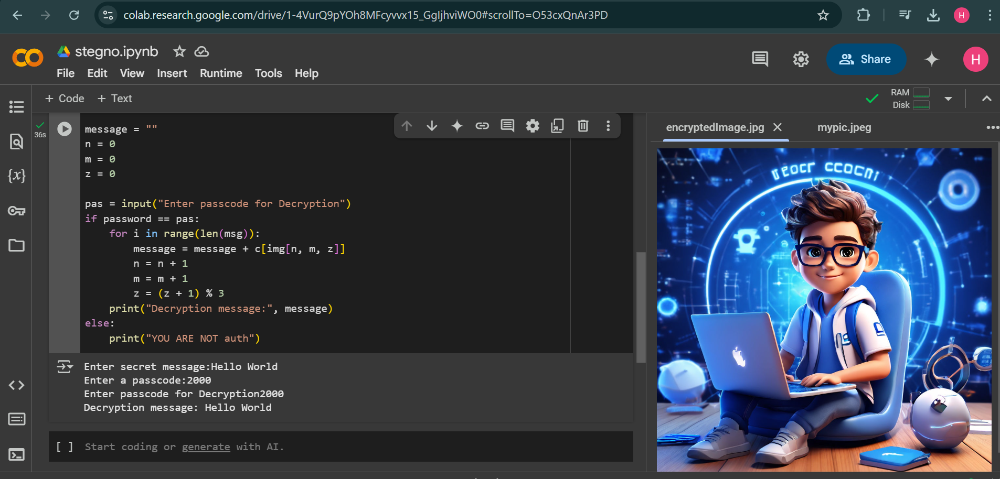 colab.research.google.com/drive/1-4VurQ9pYOh8MFcyvvx15_GgIjhviWO0#scrollTo=O53cxQnAr3PD
H
stegno.ipynb
File Edit View Insert Runtime Tools Help
Share
H
+ Code + Text
RAM
Disk
36s
message = ""
n = 0
m = 0
z = 0
pas = input("Enter passcode for Decryption")
if password == pas:
    for i in range(len(msg)):
        message = message + c[img[n, m, z]]
        n = n + 1
        m = m + 1
        z = (z + 1) % 3
    print("Decryption message:", message)
else:
    print("YOU ARE NOT auth")
Enter secret message:Hello World
Enter a passcode:2000
Enter passcode for Decryption2000
Decryption message: Hello World
[ ] Start coding or generate with AI.
encryptedImage.jpg mypic.jpeg